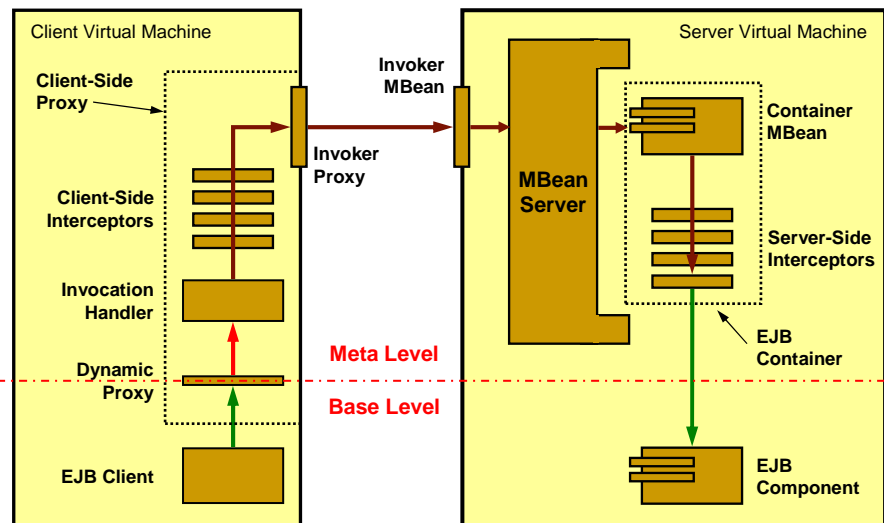 Client Virtual Machine
Server Virtual Machine
Client-Side
Proxy
Invoker
MBean
Container
MBean
Invoker
Proxy
MBean
Server
Client-Side
Interceptors
Server-Side
Interceptors
Invocation
Handler
EJB
Container
Meta Level
Dynamic
Proxy
Base Level
EJB Client
EJB
Component